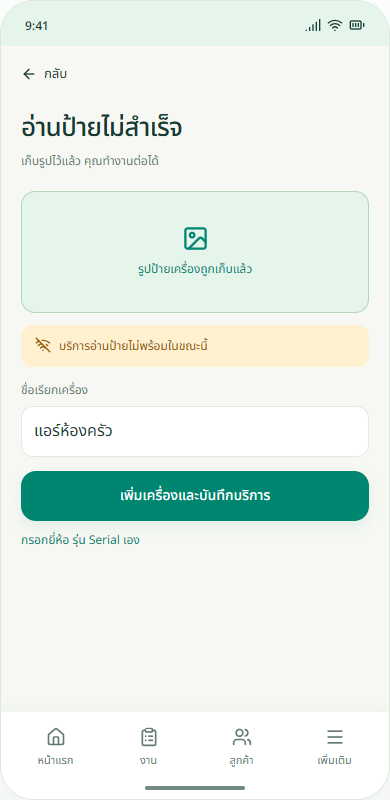 9:41
กลับ
อ่านป้ายไม่สำเร็จ
เก็บรูปไว้แล้ว คุณทำงานต่อได้
รูปป้ายเครื่องถูกเก็บแล้ว
บริการอ่านป้ายไม่พร้อมในขณะนี้
ชื่อเรียกเครื่อง
แอร์ห้องครัว
เพิ่มเครื่องและบันทึกบริการ
กรอกยี่ห้อ รุ่น Serial เอง
หน้าแรก งาน ลูกค้า เพิ่มเติม